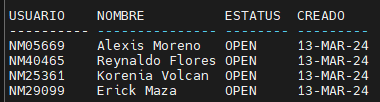 USUARIO    NOMBRE          ESTATUS  CREADO
---------- --------------- -------- ---------
NM05669    Alexis Moreno   OPEN     13-MAR-24
NM40465    Reynaldo Flores OPEN     13-MAR-24
NM25361    Korenia Volcan  OPEN     13-MAR-24
NM29099    Erick Maza      OPEN     13-MAR-24